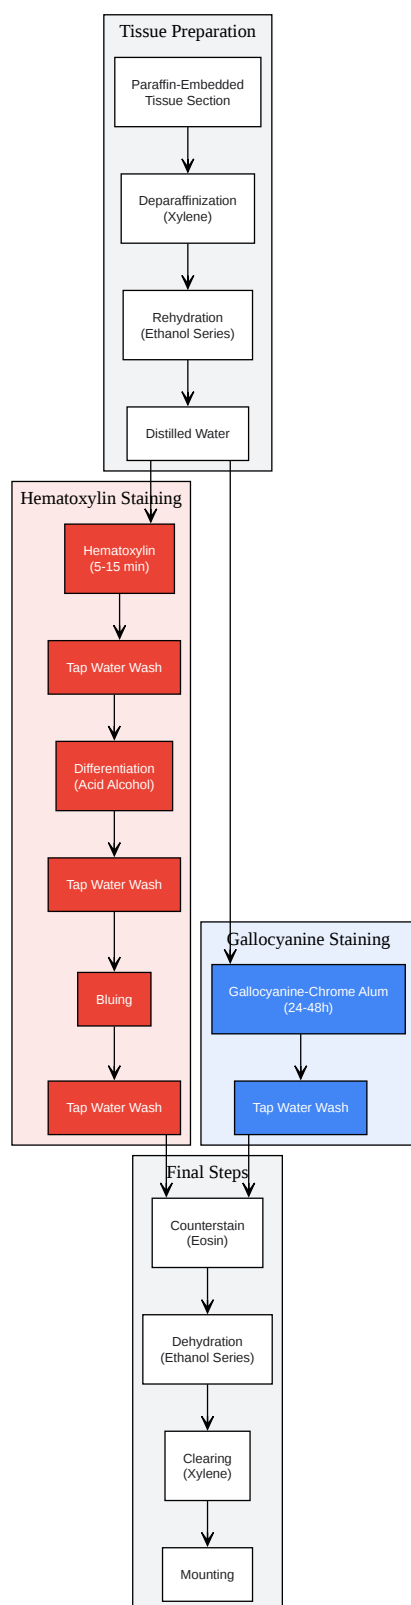 Tissue Preparation
Paraffin-Embedded
Tissue Section
Deparaffinization
(Xylene)
Rehydration
(Ethanol Series)
Distilled Water
Hematoxylin Staining
Hematoxylin
(5-15 min)
Tap Water Wash
Differentiation
(Acid Alcohol)
Tap Water Wash
Bluing
Tap Water Wash
Gallocyanine Staining
Gallocyanine-Chrome Alum
(24-48h)
Tap Water Wash
Final Steps
Counterstain
(Eosin)
Dehydration
(Ethanol Series)
Clearing
(Xylene)
Mounting